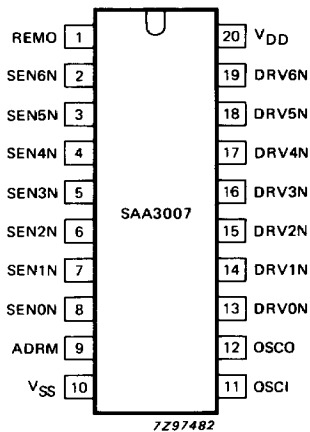 REMO 1 20 VDD
SEN6N 2 19 DRV6N
SEN5N 3 18 DRV5N
SEN4N 4 17 DRV4N
SEN3N 5 16 DRV3N
SAA3007
SEN2N 6 15 DRV2N
SEN1N 7 14 DRV1N
SEN0N 8 13 DRV0N
ADRM 9 12 OSCO
VSS 10 11 OSCI
7Z97482